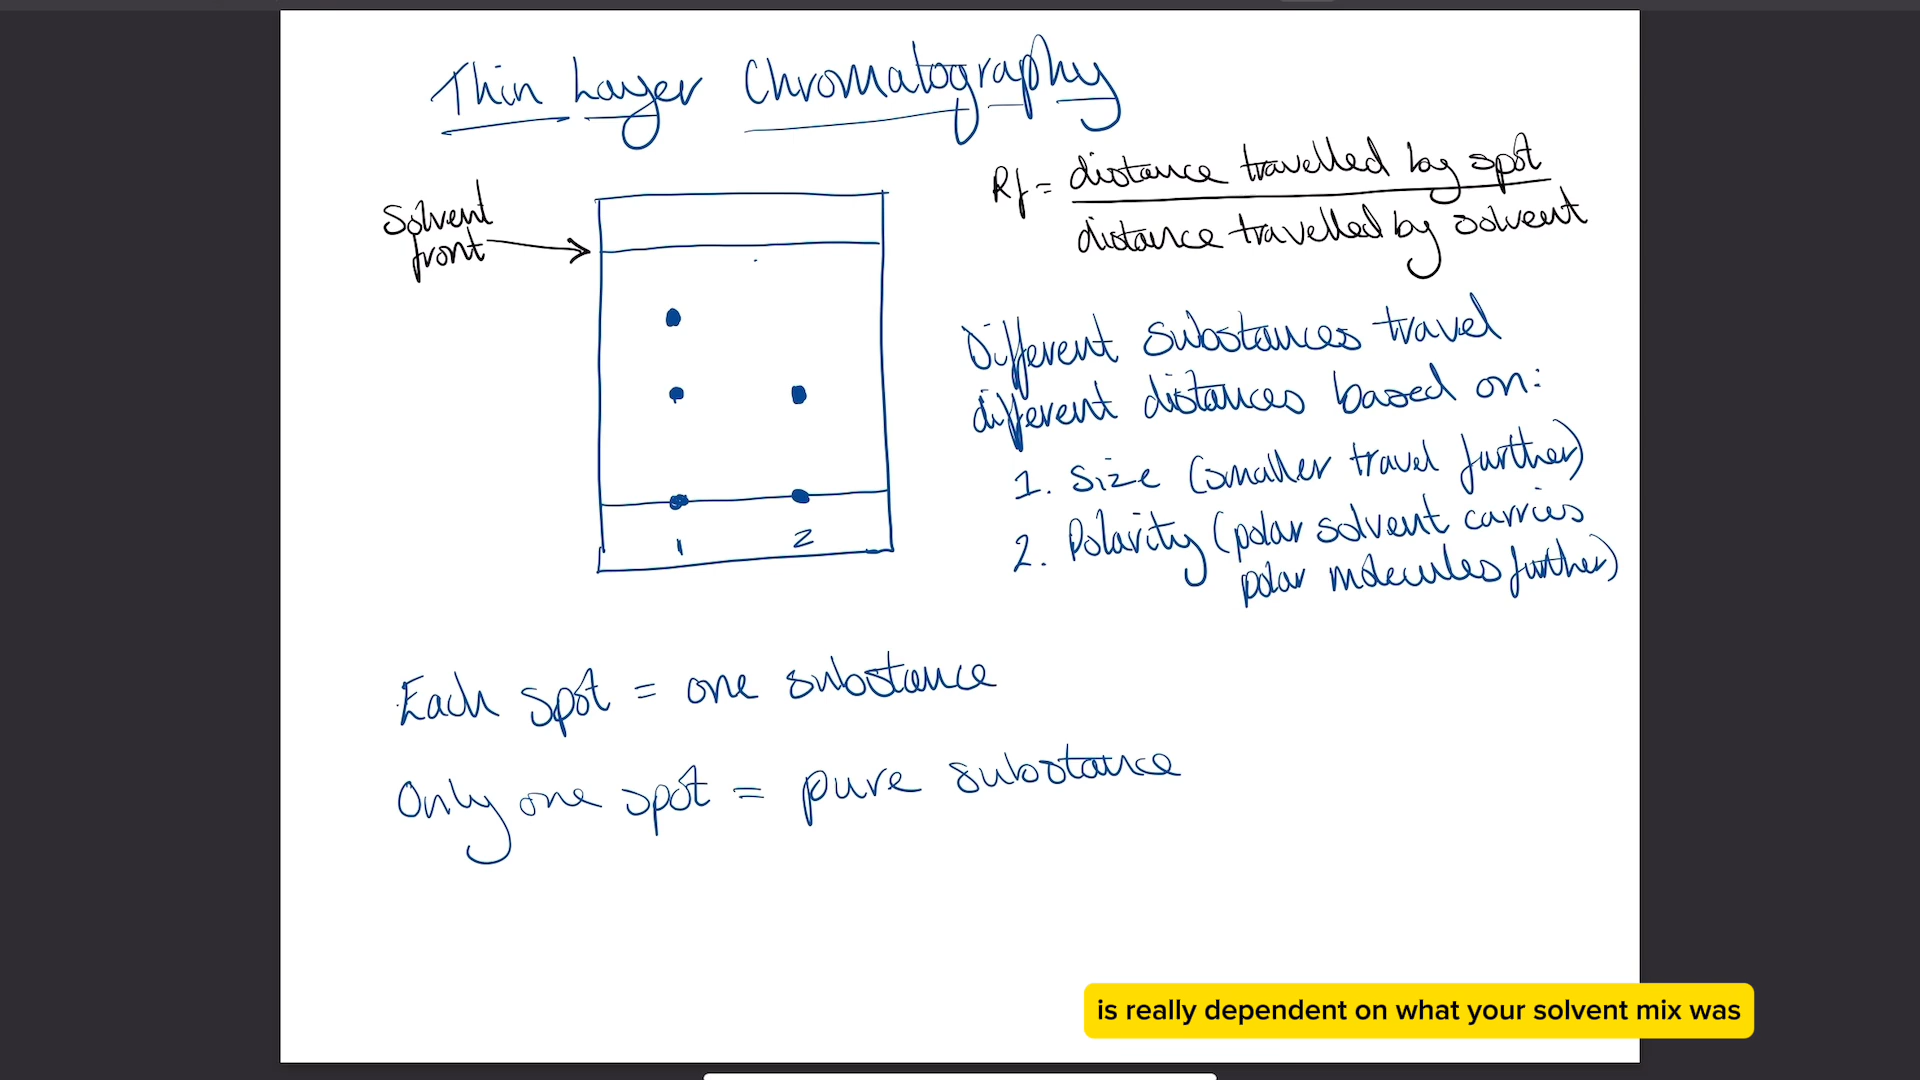 Thin Layer Chromatography
Solvent
front
Rf = distance travelled by spot
distance travelled by solvent
Different substances travel
different distances based on:
1. Size (smaller travel further)
2. Polarity (polar solvent carries
polar molecules further)
1 2
Each spot = one substance
Only one spot = pure substance
is really dependent on what your solvent mix was